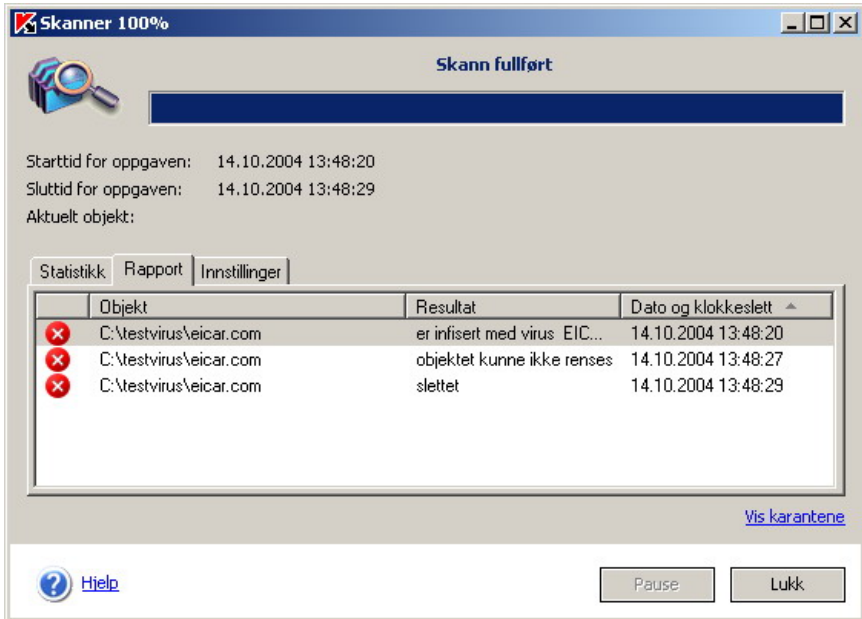 Skanner 100%
Skann fullført
Starttid for oppgaven: 14.10.2004 13:48:20
Sluttid for oppgaven: 14.10.2004 13:48:29
Aktuelt objekt:
Statistikk Rapport Innstillinger
Objekt Resultat Dato og klokkeslett
C:\testvirus\eicar.com er infisert med virus EIC... 14.10.2004 13:48:20
C:\testvirus\eicar.com objektet kunne ikke renses 14.10.2004 13:48:27
C:\testvirus\eicar.com slettet 14.10.2004 13:48:29
Vis karantene
Hjelp Pause Lukk